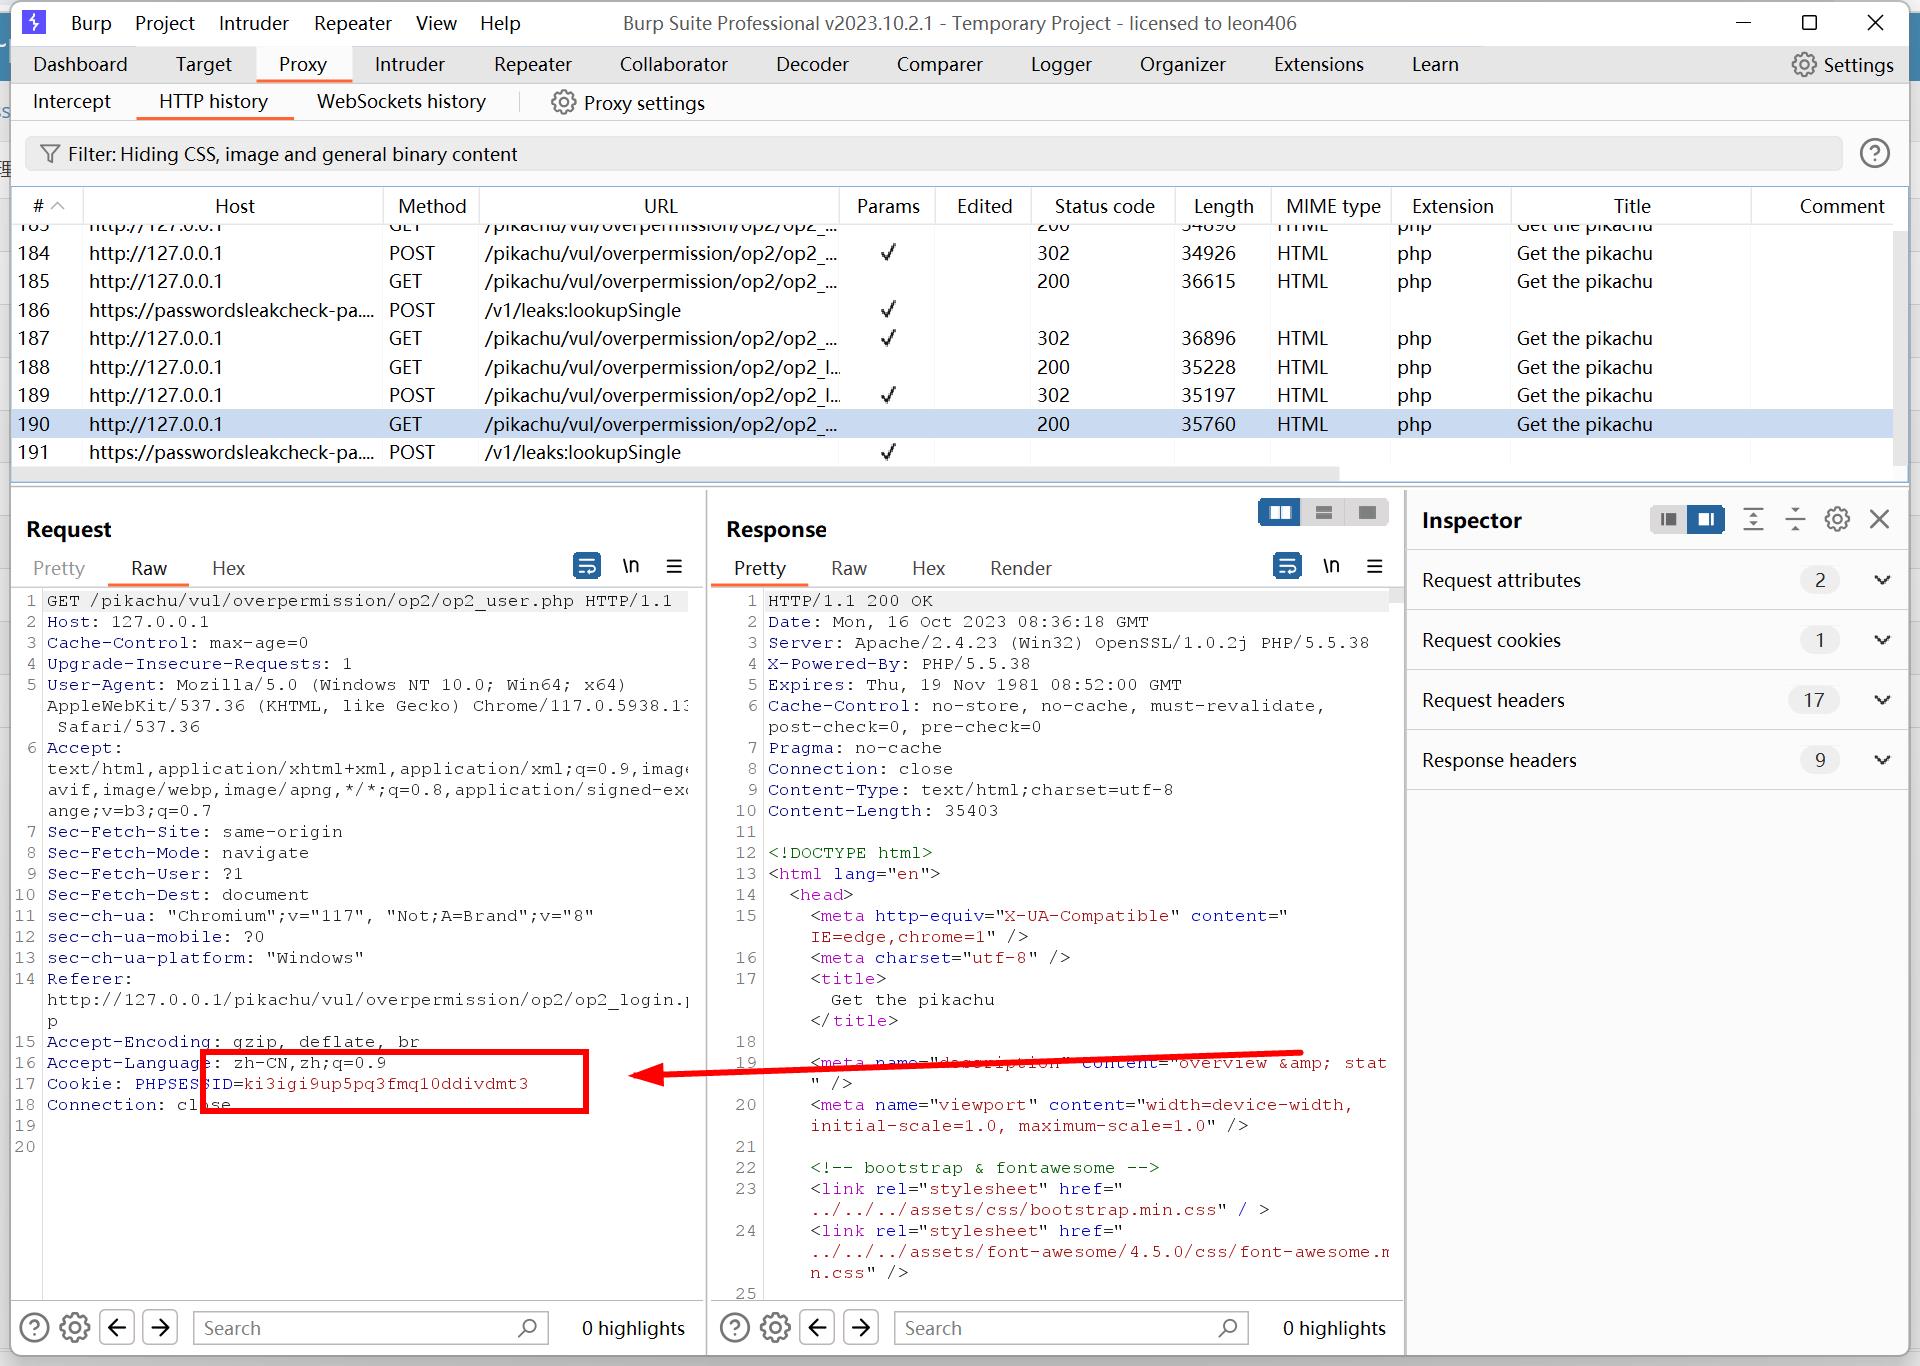 Burp Project Intruder Repeater View Help Burp Suite Professional v2023.10.2.1 - Temporary Project - licensed to leon406
Dashboard Target Proxy Intruder Repeater Collaborator Decoder Comparer Logger Organizer Extensions Learn Settings
Intercept HTTP history WebSockets history Proxy settings
Filter: Hiding CSS, image and general binary content
# Host Method URL Params Edited Status code Length MIME type Extension Title Comment
183 http://127.0.0.1 GET /pikachu/vul/overpermission/op2/op2_... 200 34898 HTML php Get the pikachu
184 http://127.0.0.1 POST /pikachu/vul/overpermission/op2/op2_... ✓ 302 34926 HTML php Get the pikachu
185 http://127.0.0.1 GET /pikachu/vul/overpermission/op2/op2_... 200 36615 HTML php Get the pikachu
186 https://passwordsleakcheck-pa.... POST /v1/leaks:lookupSingle ✓
187 http://127.0.0.1 GET /pikachu/vul/overpermission/op2/op2_... ✓ 302 36896 HTML php Get the pikachu
188 http://127.0.0.1 GET /pikachu/vul/overpermission/op2/op2_l... 200 35228 HTML php Get the pikachu
189 http://127.0.0.1 POST /pikachu/vul/overpermission/op2/op2_l... ✓ 302 35197 HTML php Get the pikachu
190 http://127.0.0.1 GET /pikachu/vul/overpermission/op2/op2_... 200 35760 HTML php Get the pikachu
191 https://passwordsleakcheck-pa.... POST /v1/leaks:lookupSingle ✓
Request
Pretty Raw Hex \n
1 GET /pikachu/vul/overpermission/op2/op2_user.php HTTP/1.1
2 Host: 127.0.0.1
3 Cache-Control: max-age=0
4 Upgrade-Insecure-Requests: 1
5 User-Agent: Mozilla/5.0 (Windows NT 10.0; Win64; x64)
AppleWebKit/537.36 (KHTML, like Gecko) Chrome/117.0.5938.13
Safari/537.36
6 Accept:
text/html,application/xhtml+xml,application/xml;q=0.9,image
avif,image/webp,image/apng,*/*;q=0.8,application/signed-exc
ange;v=b3;q=0.7
7 Sec-Fetch-Site: same-origin
8 Sec-Fetch-Mode: navigate
9 Sec-Fetch-User: ?1
10 Sec-Fetch-Dest: document
11 sec-ch-ua: "Chromium";v="117", "Not;A=Brand";v="8"
12 sec-ch-ua-mobile: ?0
13 sec-ch-ua-platform: "Windows"
14 Referer:
http://127.0.0.1/pikachu/vul/overpermission/op2/op2_login.p
p
15 Accept-Encoding: gzip, deflate, br
16 Accept-Language: zh-CN,zh;q=0.9
17 Cookie: PHPSESSID=ki3igi9up5pq3fmq10ddivdmt3
18 Connection: close
19
20
Search 0 highlights
Response
Pretty Raw Hex Render \n
1 HTTP/1.1 200 OK
2 Date: Mon, 16 Oct 2023 08:36:18 GMT
3 Server: Apache/2.4.23 (Win32) OpenSSL/1.0.2j PHP/5.5.38
4 X-Powered-By: PHP/5.5.38
5 Expires: Thu, 19 Nov 1981 08:52:00 GMT
6 Cache-Control: no-store, no-cache, must-revalidate,
post-check=0, pre-check=0
7 Pragma: no-cache
8 Connection: close
9 Content-Type: text/html;charset=utf-8
10 Content-Length: 35403
11
12 <!DOCTYPE html>
13 <html lang="en">
14 <head>
15 <meta http-equiv="X-UA-Compatible" content="
IE=edge,chrome=1" />
16 <meta charset="utf-8" />
17 <title>
Get the pikachu
</title>
18
19 <meta name="description" content="overview &amp; stat
" />
20 <meta name="viewport" content="width=device-width,
initial-scale=1.0, maximum-scale=1.0" />
21
22 <!-- bootstrap & fontawesome -->
23 <link rel="stylesheet" href="
../../../assets/css/bootstrap.min.css" / >
24 <link rel="stylesheet" href="
../../../assets/font-awesome/4.5.0/css/font-awesome.m
n.css" />
25
Search 0 highlights
Inspector
Request attributes 2
Request cookies 1
Request headers 17
Response headers 9